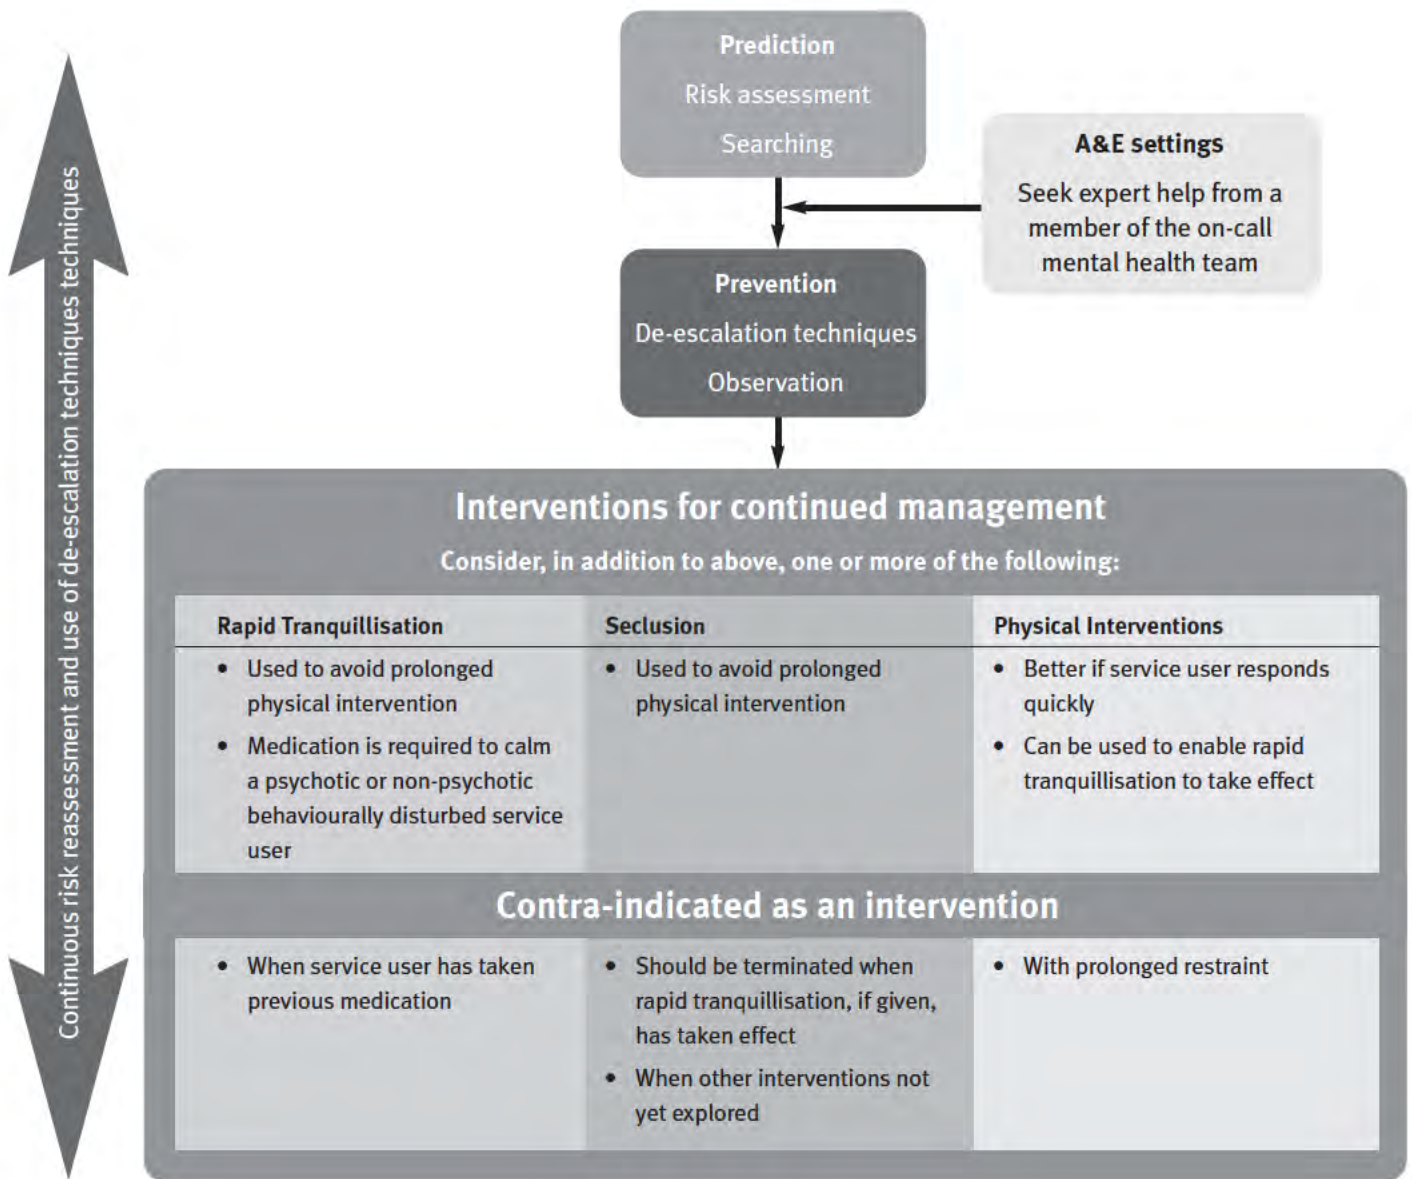 Prediction
Risk assessment
Searching
A&E settings
Seek expert help from a
member of the on-call
mental health team
Prevention
De-escalation techniques
Observation
Continuous risk reassessment and use of de-escalation techniques techniques
Interventions for continued management
Consider, in addition to above, one or more of the following:
Rapid Tranquillisation
• Used to avoid prolonged
physical intervention
• Medication is required to calm
a psychotic or non-psychotic
behaviourally disturbed service
user
Seclusion
• Used to avoid prolonged
physical intervention
Physical Interventions
• Better if service user responds
quickly
• Can be used to enable rapid
tranquillisation to take effect
Contra-indicated as an intervention
• When service user has taken
previous medication
• Should be terminated when
rapid tranquillisation, if given,
has taken effect
• When other interventions not
yet explored
• With prolonged restraint